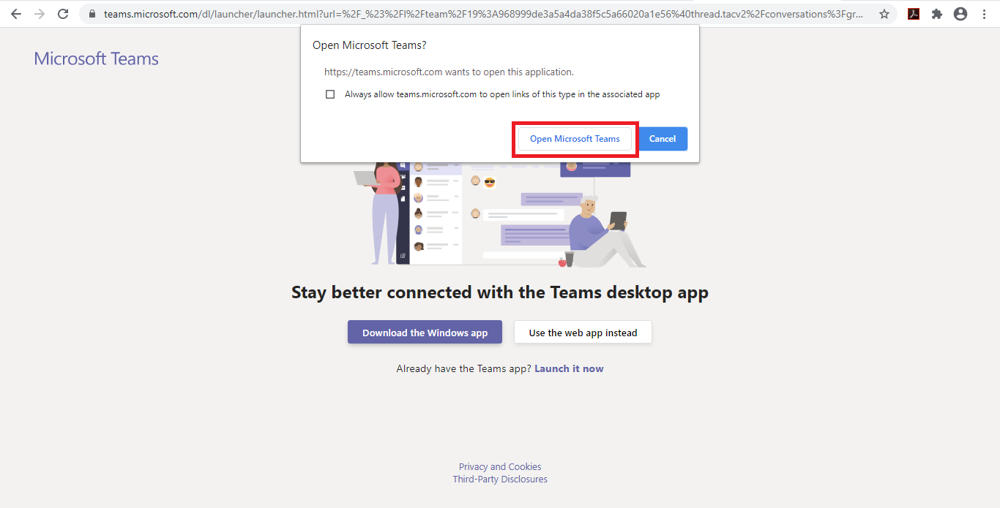 teams.microsoft.com/dl/launcher/launcher.html?url=%2F_%23%2Fl%2Fteam%2F19%3A968999de3a5a4da38f5c5a66020a1e56%40thread.tacv2%2Fconversations%3Fgr...
Open Microsoft Teams?
Microsoft Teams
https://teams.microsoft.com wants to open this application.
Always allow teams.microsoft.com to open links of this type in the associated app
Open Microsoft Teams Cancel
Stay better connected with the Teams desktop app
Download the Windows app Use the web app instead
Already have the Teams app? Launch it now
Privacy and Cookies
Third-Party Disclosures